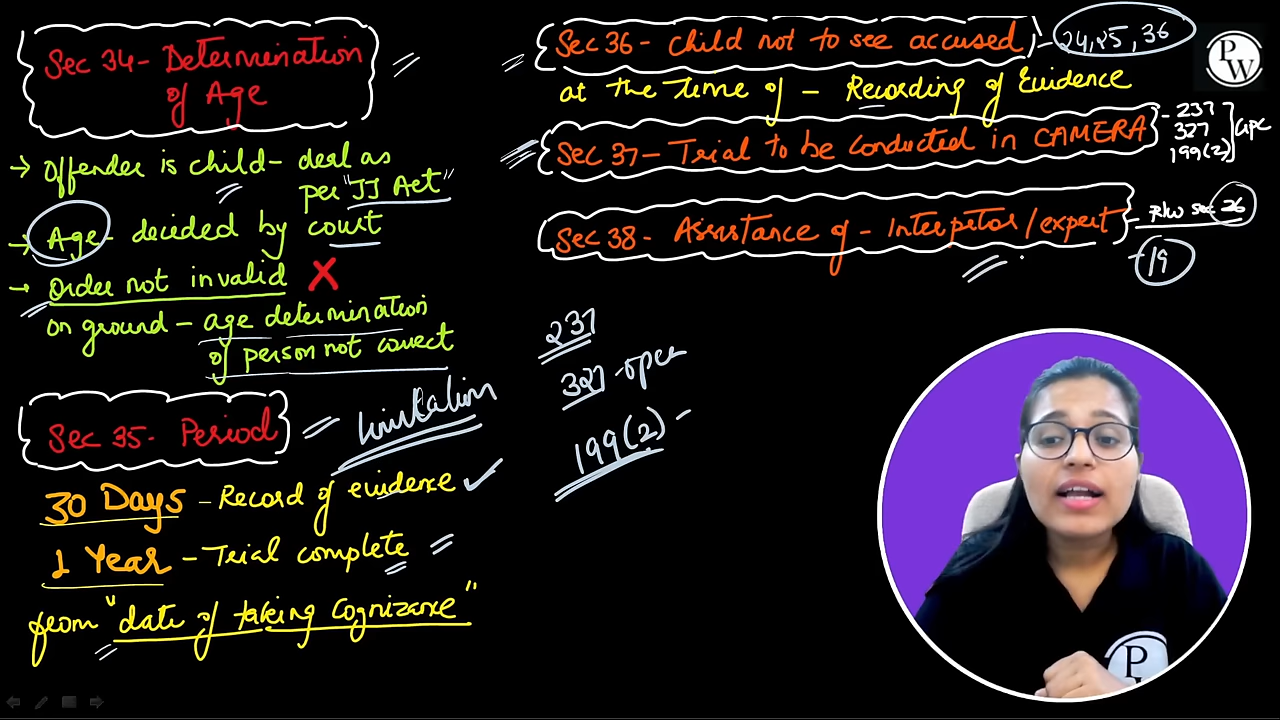 Sec 34- Determination
of Age
→ Offender is child- deal as
per "JJ Act"
→ Age- decided by court
→ Order not invalid X
on ground - age determination
of person not correct
Sec 35- Period
limitation
30 Days - Record of evidence ✓
1 Year - Trial complete
from "date of taking Cognizance"
Sec 36- Child not to see accused - 24, 25, 36
at the time of - Recording of Evidence
Sec 37- Trial to be conducted in CAMERA
- 237
327
199(2)
CrPC
Sec 38- Assistance of - Interpetor/expert
- R/W sec 26
- 19
237
327 - open
199(2) -
P
W
P